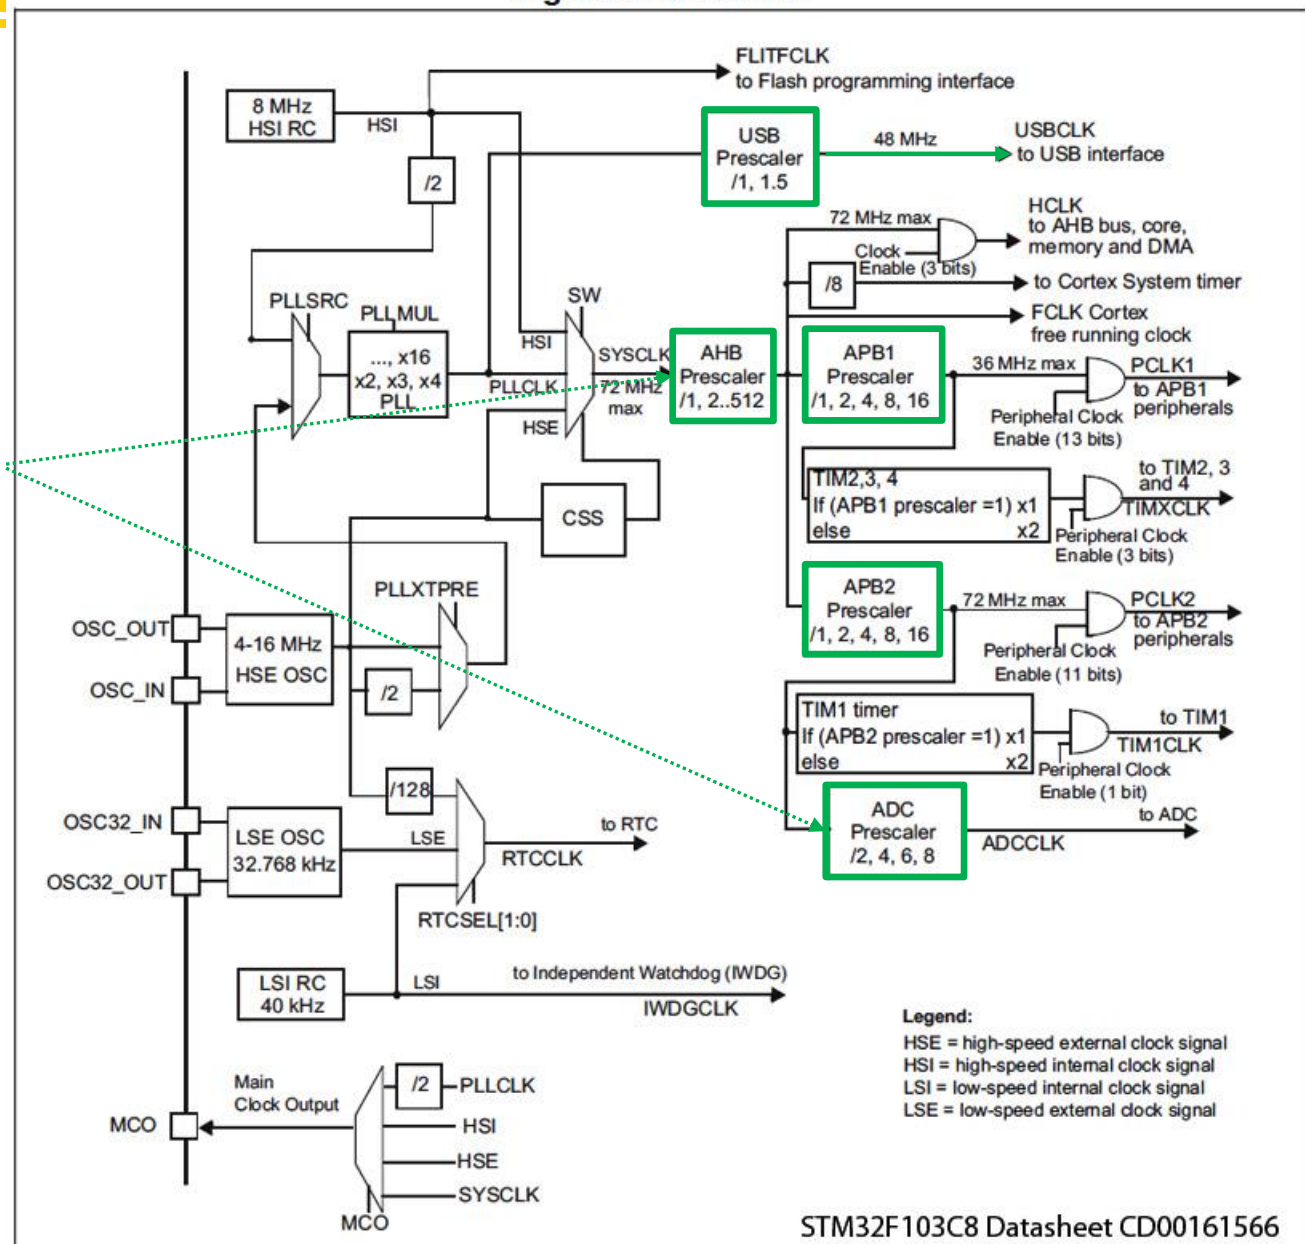 FLITFCLK
to Flash programming interface
8 MHz
HSI RC
HSI
/2
USB
Prescaler
/1, 1.5
48 MHz
USBCLK
to USB interface
72 MHz max
Clock
Enable (3 bits)
HCLK
to AHB bus, core,
memory and DMA
/8
to Cortex System timer
FCLK Cortex
free running clock
PLLSRC
PLLMUL
..., x16
x2, x3, x4
PLL
SW
HSI
PLLCLK
HSE
SYSCLK
72 MHz
max
AHB
Prescaler
/1, 2..512
APB1
Prescaler
/1, 2, 4, 8, 16
36 MHz max
PCLK1
to APB1
peripherals
Peripheral Clock
Enable (13 bits)
TIM2,3, 4
If (APB1 prescaler =1) x1
else x2
to TIM2, 3
and 4
TIMXCLK
Peripheral Clock
Enable (3 bits)
CSS
PLLXTPRE
OSC_OUT
OSC_IN
4-16 MHz
HSE OSC
/2
APB2
Prescaler
/1, 2, 4, 8, 16
72 MHz max
PCLK2
to APB2
peripherals
Peripheral Clock
Enable (11 bits)
TIM1 timer
If (APB2 prescaler =1) x1
else x2
to TIM1
TIM1CLK
Peripheral Clock
Enable (1 bit)
/128
OSC32_IN
OSC32_OUT
LSE OSC
32.768 kHz
LSE
to RTC
RTCCLK
RTCSEL[1:0]
ADC
Prescaler
/2, 4, 6, 8
to ADC
ADCCLK
LSI RC
40 kHz
LSI
to Independent Watchdog (IWDG)
IWDGCLK
Legend:
HSE = high-speed external clock signal
HSI = high-speed internal clock signal
LSI = low-speed internal clock signal
LSE = low-speed external clock signal
Main
Clock Output
MCO
/2
PLLCLK
HSI
HSE
SYSCLK
MCO
STM32F103C8 Datasheet CD00161566